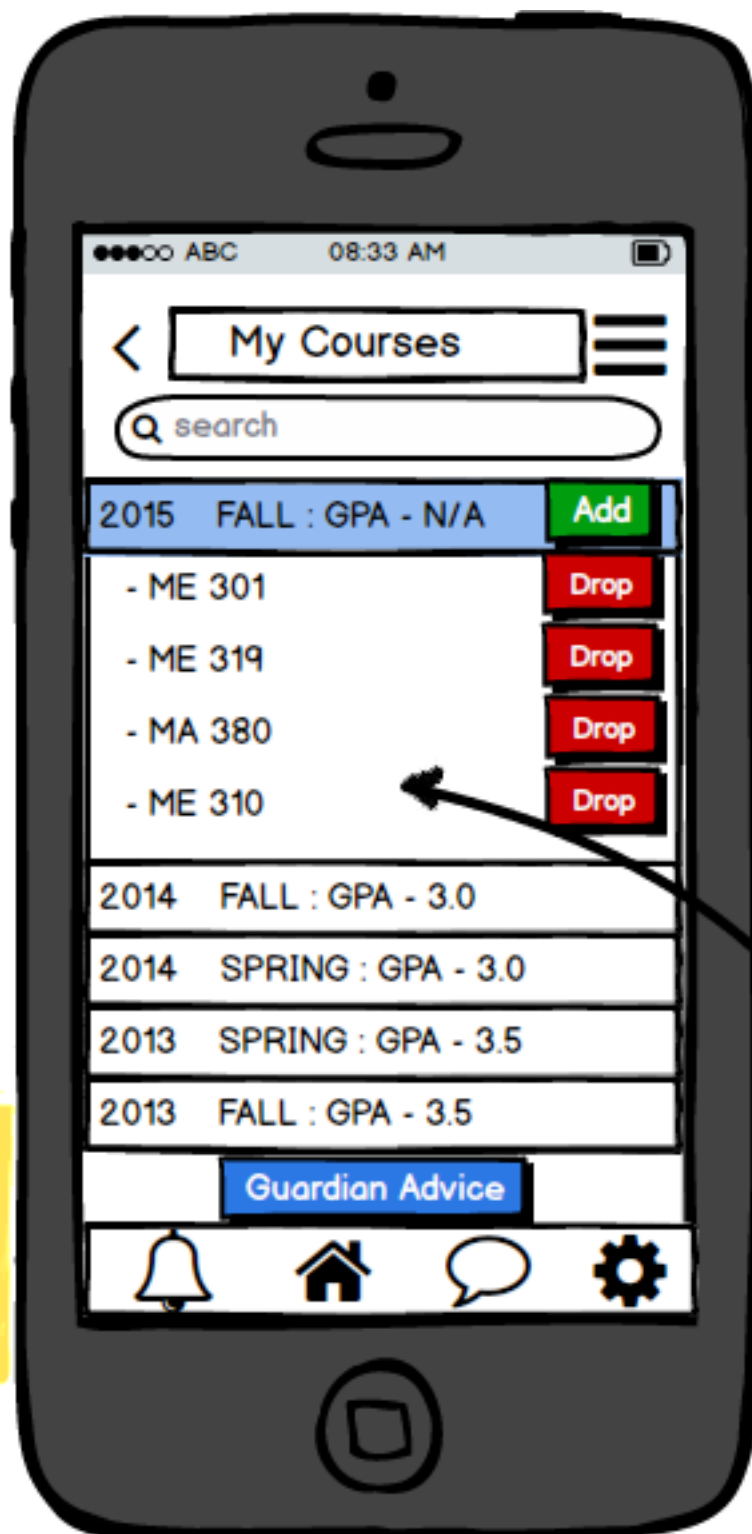 ABC 08:33 AM
My Courses
search
2015 FALL : GPA - N/A Add
- ME 301 Drop
- ME 319 Drop
- MA 380 Drop
- ME 310 Drop
2014 FALL : GPA - 3.0
2014 SPRING : GPA - 3.0
2013 SPRING : GPA - 3.5
2013 FALL : GPA - 3.5
Guardian Advice